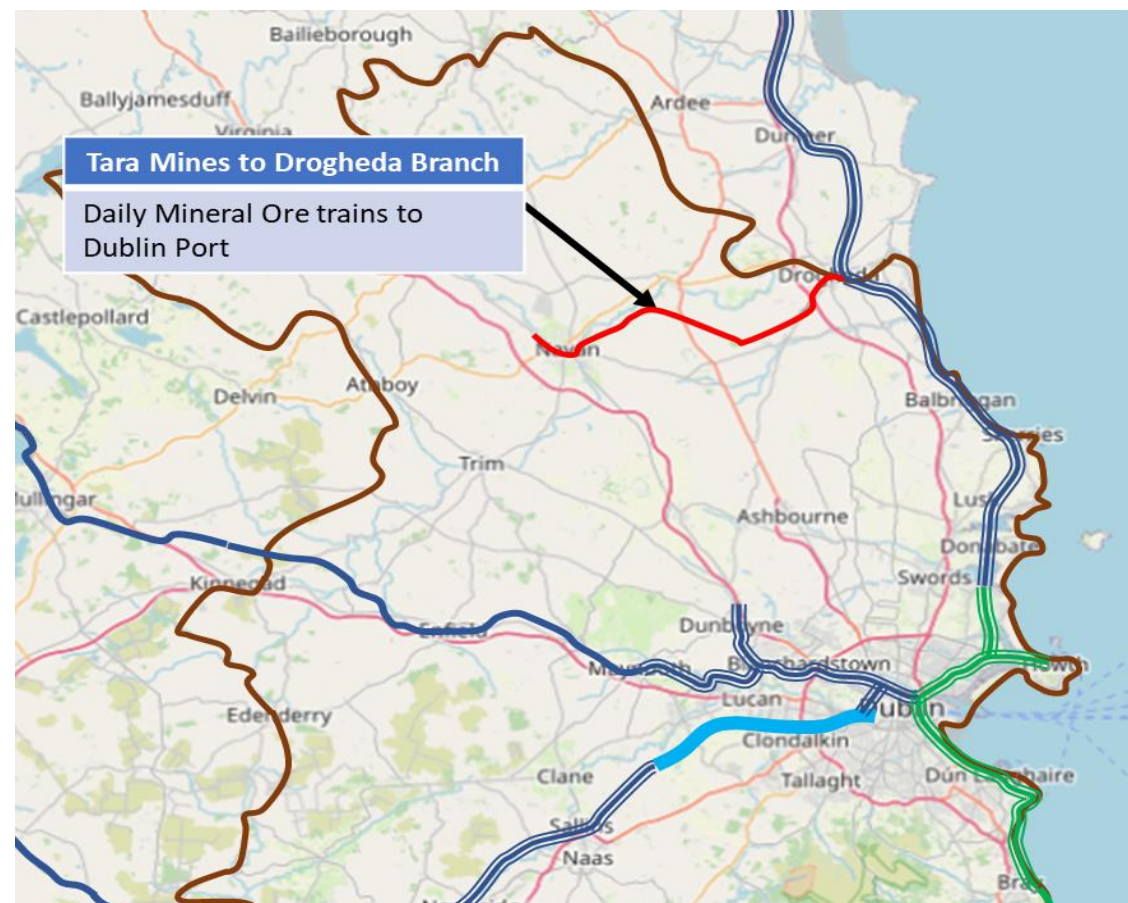 Bailieborough
Ballyjamesduff
Ardee
Virginia
Dunleer
Tara Mines to Drogheda Branch
Daily Mineral Ore trains to
Dublin Port
Drogheda
Castlepollard
Navan
Athboy
Delvin
Balbriggan
Skerries
Trim
Mullingar
Lusk
Ashbourne
Donabate
Swords
Kinnegad
Enfield
Dunboyne
Maynooth
Blanchardstown
Howth
Lucan
Dublin
Edenderry
Clondalkin
Clane
Tallaght
Dún Laoghaire
Sallins
Naas
Bray